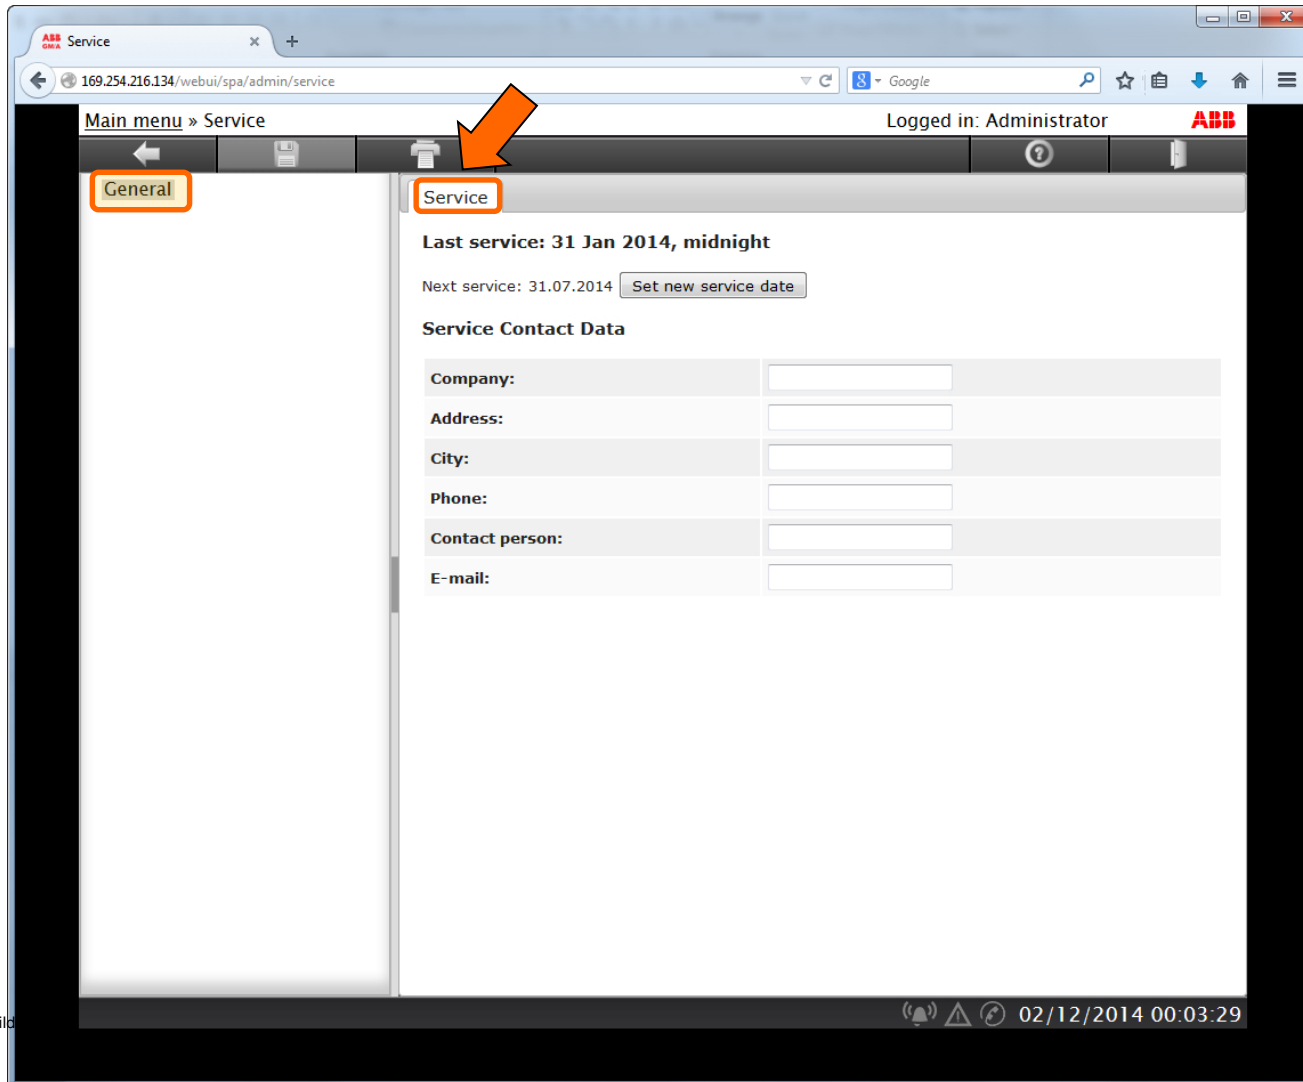 ABB
GM/A
Service
169.254.216.134/webui/spa/admin/service
Google
Main menu » Service
Logged in: Administrator
ABB
General
Service
Last service: 31 Jan 2014, midnight
Next service: 31.07.2014
Set new service date
Service Contact Data
Company:
Address:
City:
Phone:
Contact person:
E-mail:
02/12/2014 00:03:29